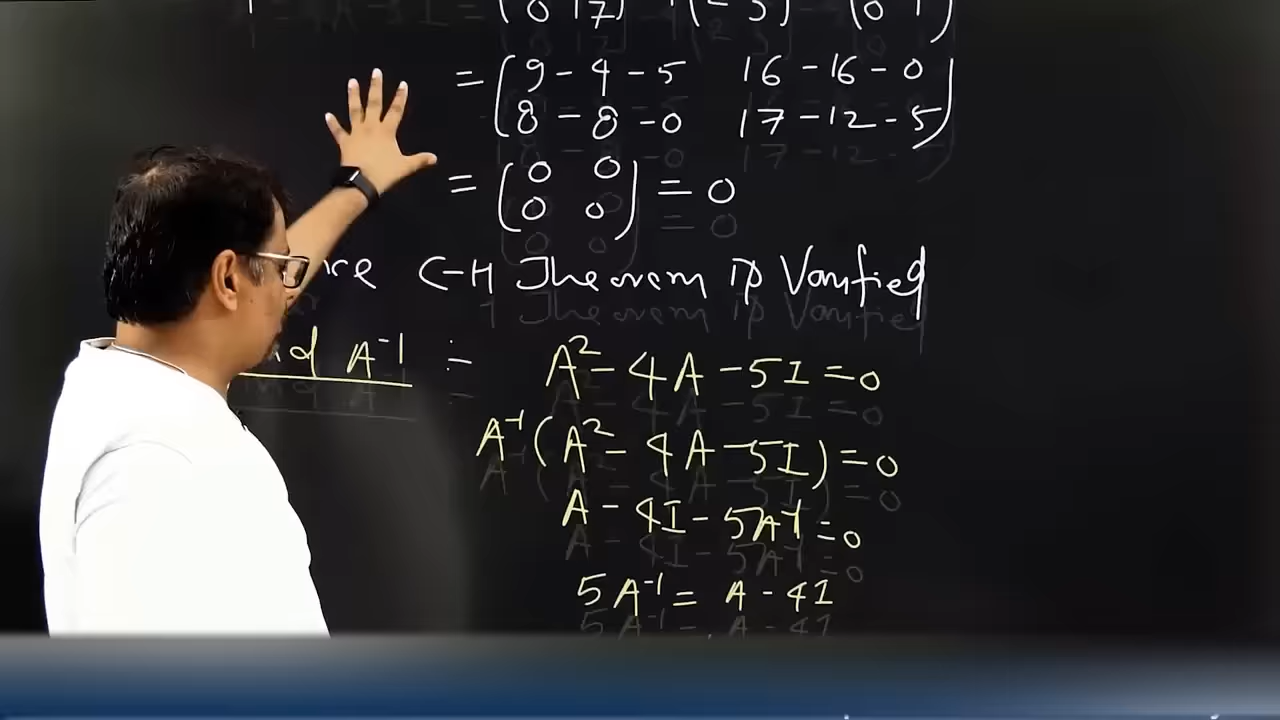 = (9 - 4 - 5 16 - 16 - 0
8 - 8 - 0 17 - 12 - 5)
= (0 0
0 0) = 0
C-H Theorem is Varified
A⁻¹ :- A² - 4A - 5I = 0
A⁻¹ (A² - 4A - 5I) = 0
A - 4I - 5A⁻¹ = 0
5A⁻¹ = A - 4I